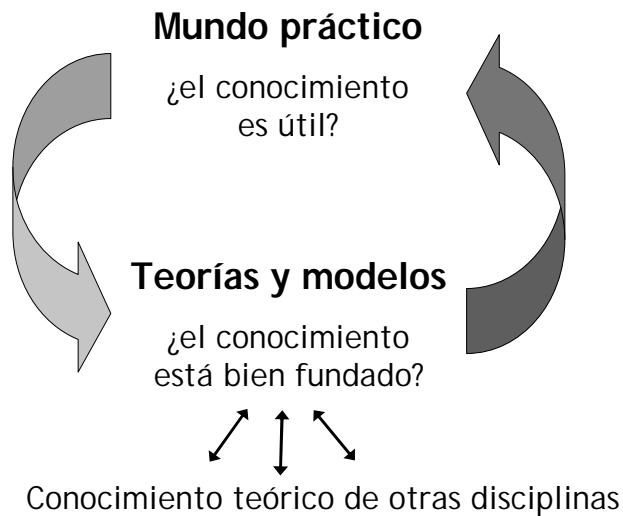 Mundo práctico
¿el conocimiento
es útil?
Teorías y modelos
¿el conocimiento
está bien fundado?
Conocimiento teórico de otras disciplinas